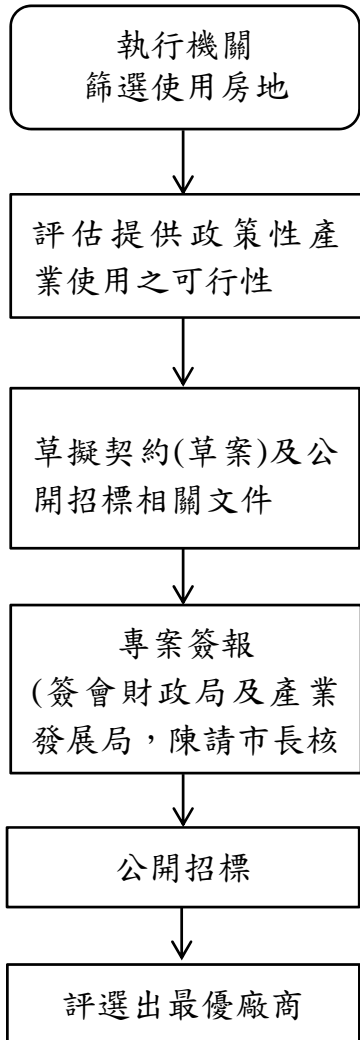 執行機關
篩選使用房地
評估提供政策性產
業使用之可行性
草擬契約(草案)及公
開招標相關文件
專案簽報
(簽會財政局及產業
發展局，陳請市長核
公開招標
評選出最優廠商